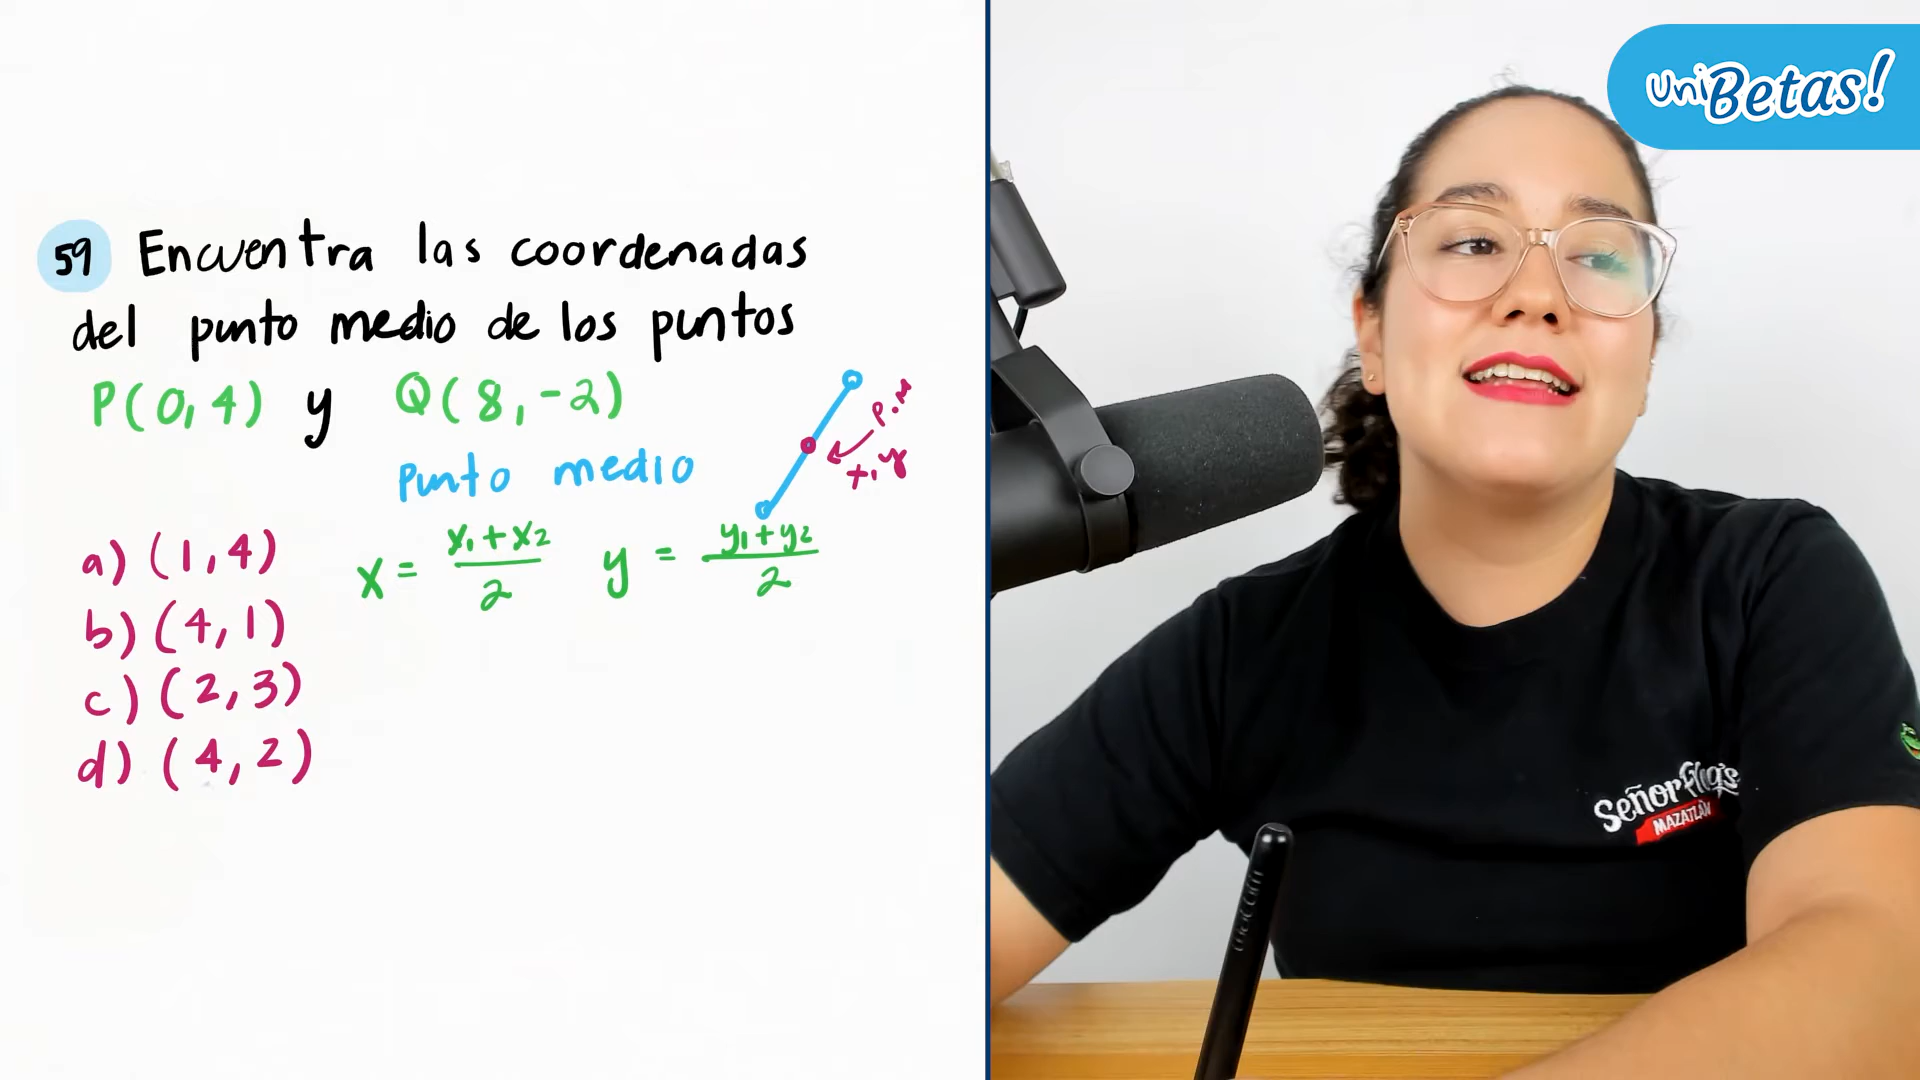 59 Encuentra las coordenadas
del punto medio de los puntos
P(0,4) y Q(8,-2)
p.m
x,y
Punto medio
a) (1,4)
b) (4,1)
c) (2,3)
d) (4,2)
x = x1+x2/2 y = y1+y2/2
uniBetas!
Señor Frog's
MAZATLÁN
wacom